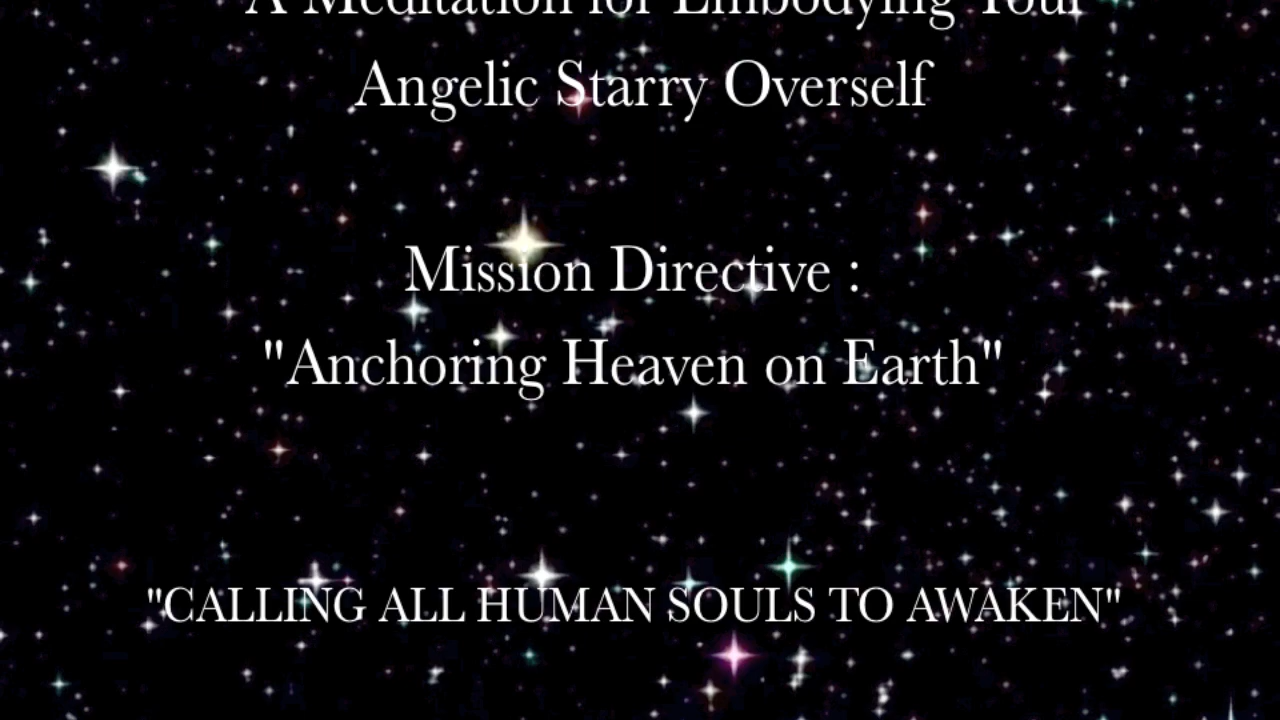 "A Meditation for Embodying Your
Angelic Starry Overself
Mission Directive :
"Anchoring Heaven on Earth"
"CALLING ALL HUMAN SOULS TO AWAKEN"